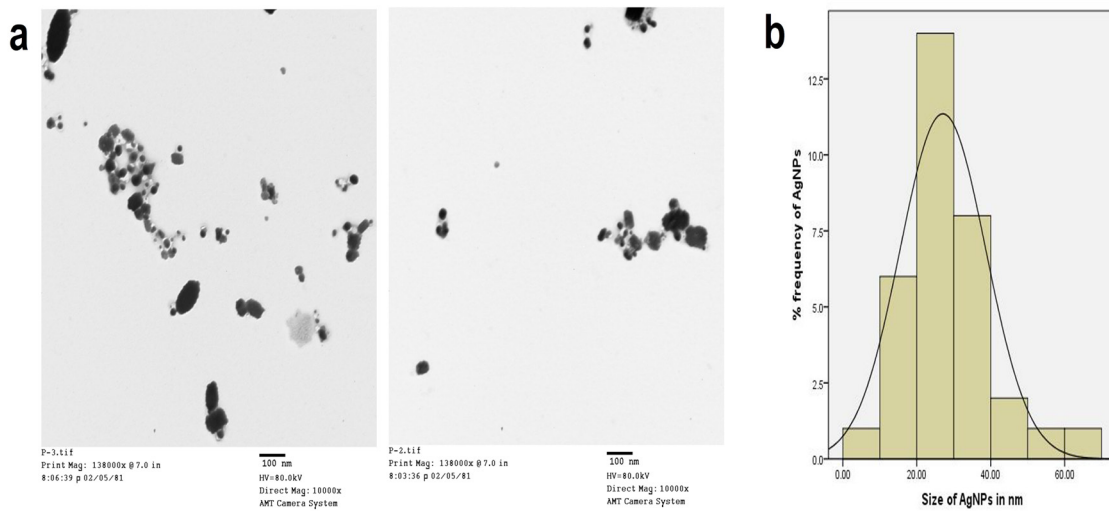 a
P-3.tif
Print Mag: 138000x @ 7.0 in
8:06:39 p 02/05/81
100 nm
HV=80.0kV
Direct Mag: 10000x
AMT Camera System
P-2.tif
Print Mag: 138000x @ 7.0 in
8:03:36 p 02/05/81
100 nm
HV=80.0kV
Direct Mag: 10000x
AMT Camera System
b
% frequency of AgNPs
12.5
10.0
7.5
5.0
2.5
0.0
0.00 20.00 40.00 60.00
Size of AgNPs in nm